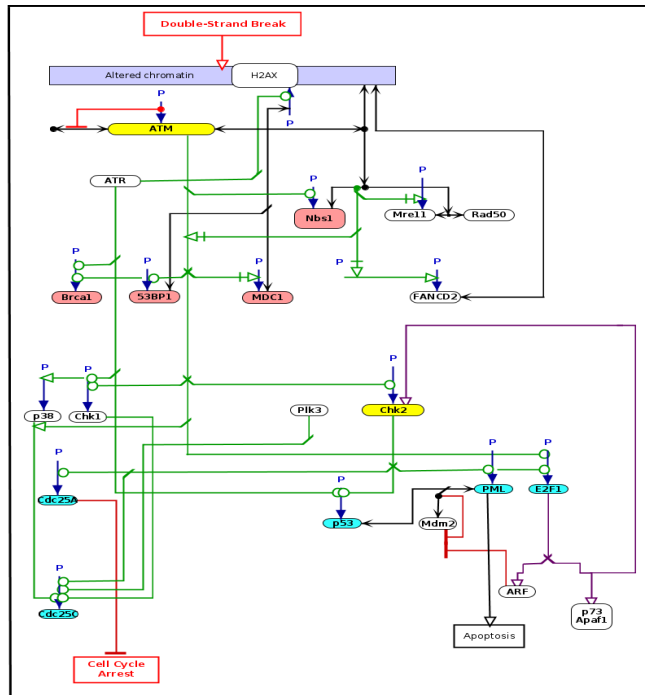 Double-Strand Break
Altered chromatin
H2AX
P
P
ATM
P
ATR
P
P
Nbs1
Mre11
Rad50
P
P
P
P
P
Brca1
53BP1
MDC1
FANCD2
P
P
P
p38
Chk1
Plk3
Chk2
P
P
P
Cdc25A
PML
E2F1
P
p53
Mdm2
P
ARF
Cdc25C
p73
Apaf1
Apoptosis
Cell Cycle
Arrest